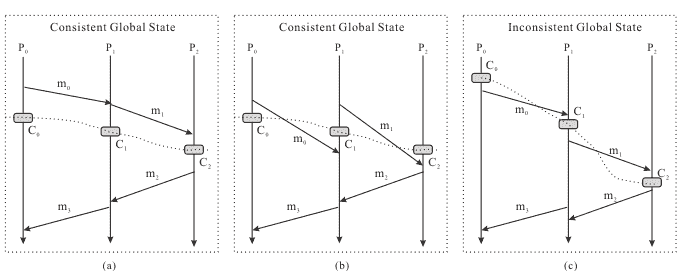 Consistent Global State
P0 P1 P2
m0
m1
C0
C1
C2
m2
m3
(a)
Consistent Global State
P0 P1 P2
m1
C0
m0
C1
C2
m2
m3
(b)
Inconsistent Global State
P0 P1 P2
C0
m0
C1
m1
C2
m2
m3
(c)